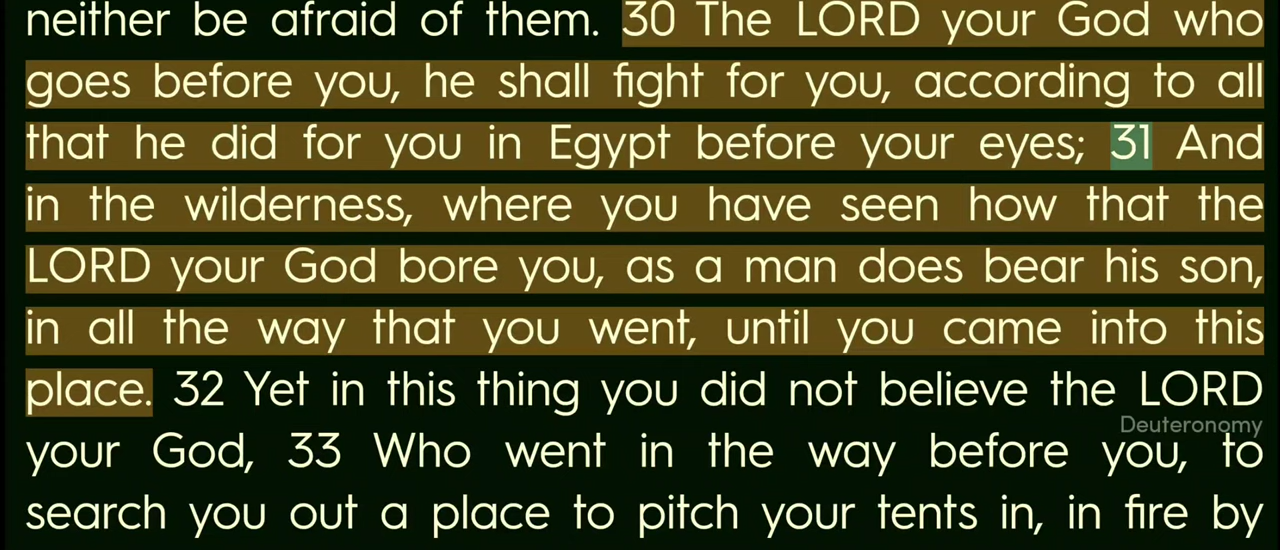 neither be afraid of them. 30 The LORD your God who
goes before you, he shall fight for you, according to all
that he did for you in Egypt before your eyes; 31 And
in the wilderness, where you have seen how that the
LORD your God bore you, as a man does bear his son,
in all the way that you went, until you came into this
place. 32 Yet in this thing you did not believe the LORD
Deuteronomy
your God, 33 Who went in the way before you, to
search you out a place to pitch your tents in, in fire by